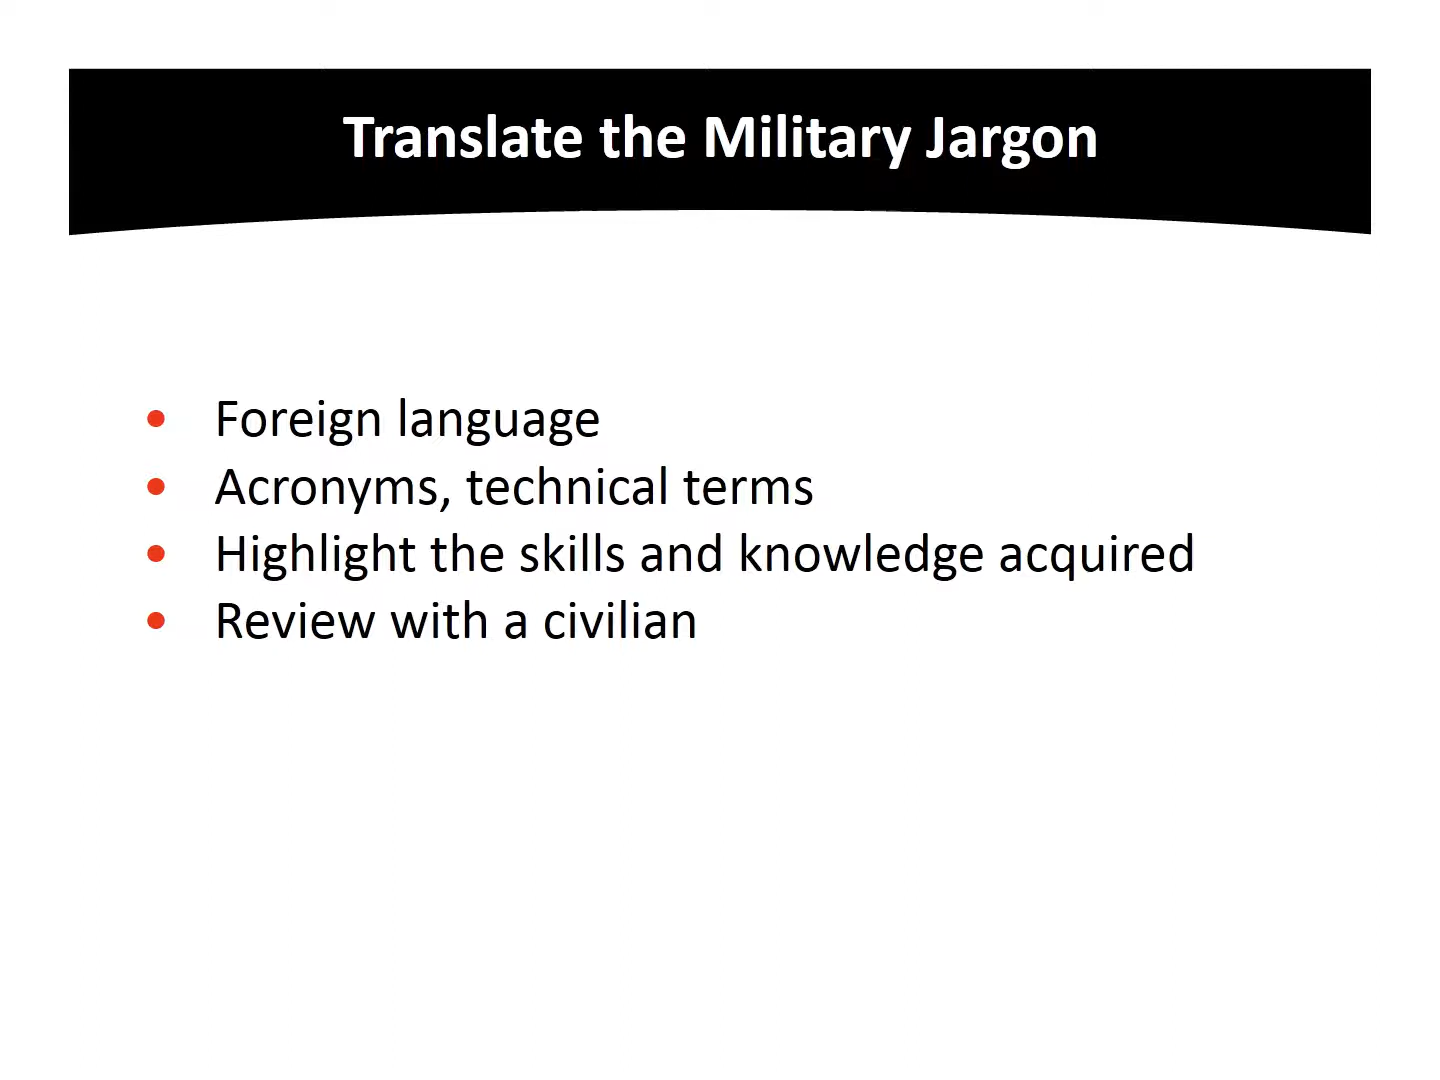 Translate the Military Jargon
• Foreign language
• Acronyms, technical terms
• Highlight the skills and knowledge acquired
• Review with a civilian